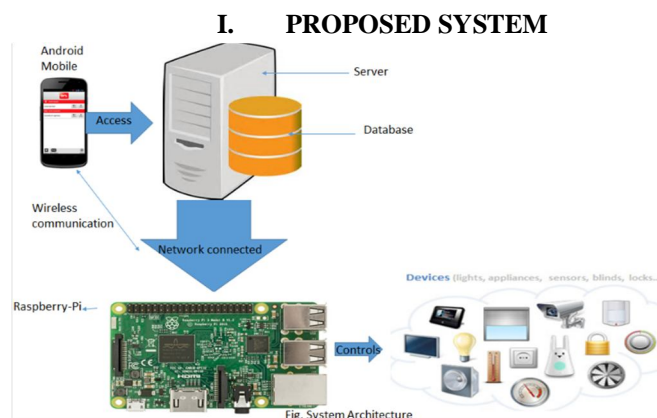 I. PROPOSED SYSTEM
Android
Mobile
Server
Access
Database
Wireless
communication
Network connected
Devices (lights, appliances, sensors, blinds, locks..
Raspberry-Pi
Controls
Fig. System Architecture